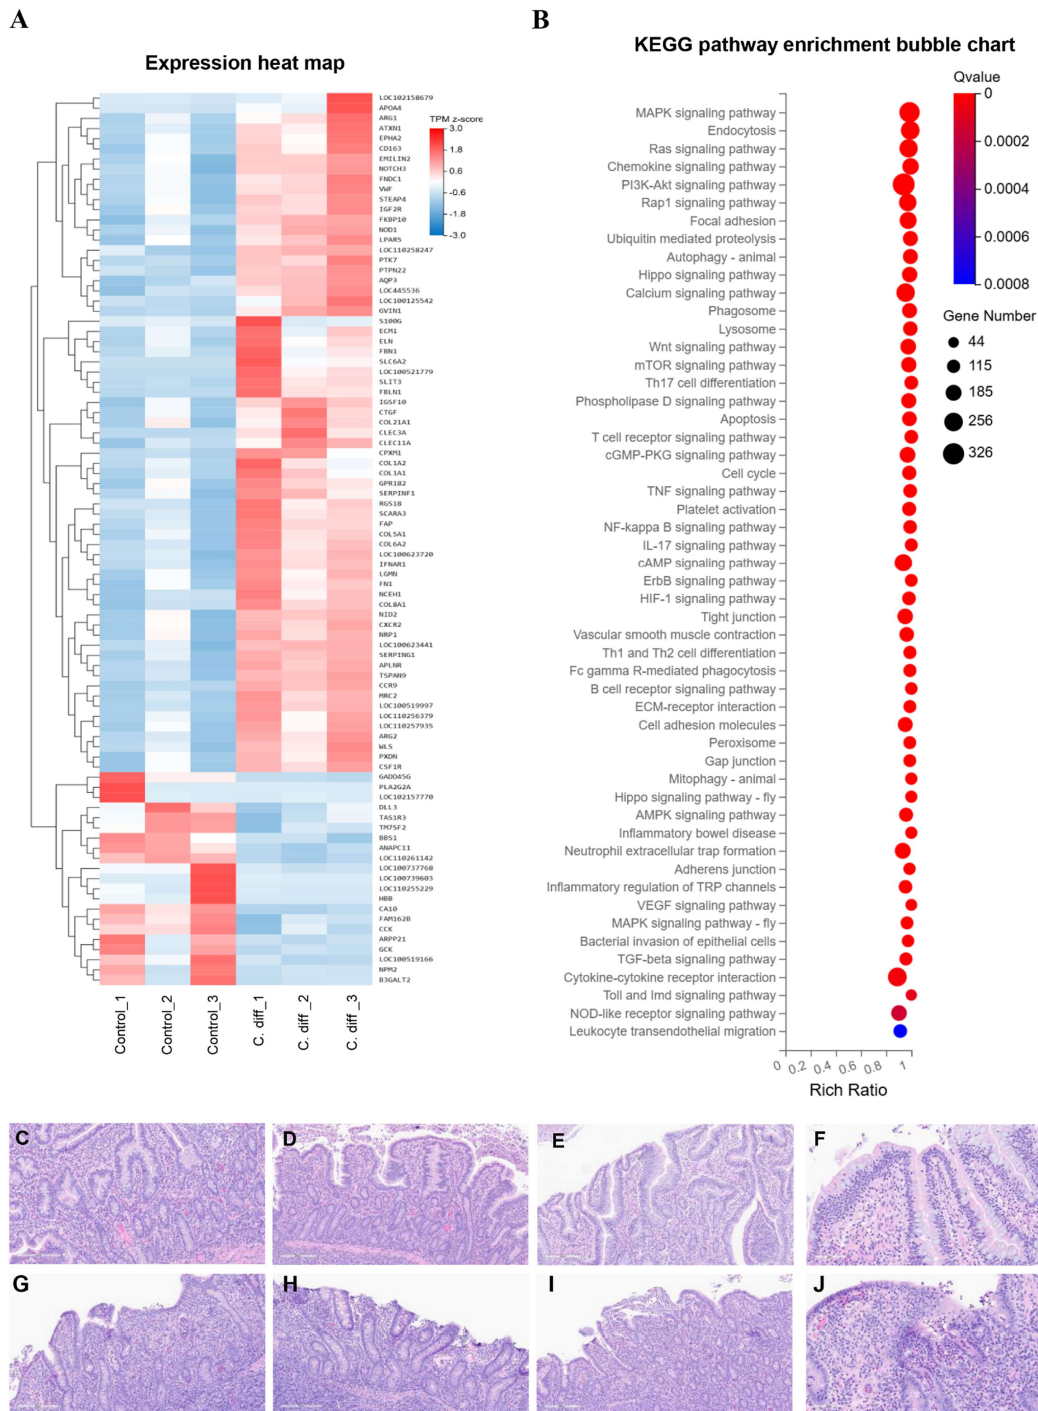 A
B
Expression heat map
KEGG pathway enrichment bubble chart
LOC102158679
APOA4
ARG1
ATXN1
EPHA2
CD163
EMILIN2
NOTCH3
FNDC1
VWF
STEAP4
IGF2R
FKBP10
NOD1
LPAR5
LOC110258247
PTK7
PTPN22
AQP3
LOC445536
LOC100125542
GVIN1
S100G
ECM1
ELN
FBN1
SLC6A2
LOC100521779
SLIT3
FBLN1
IGSF10
CTGF
COL21A1
CLEC3A
CLEC11A
CPXM1
COL1A2
COL1A1
GPR182
SERPINF1
RGS18
SCARA3
FAP
COL5A1
COL6A2
LOC100623720
IFNAR1
LGMN
FN1
NCEH1
COL8A1
NID2
CXCR2
NRP1
LOC100623441
SERPING1
APLNR
TSPAN9
CCR9
MRC2
LOC100519997
LOC110256379
LOC110257935
ARG2
WLS
PXDN
CSF1R
GADD45G
PLA2G2A
LOC102157770
DLL3
TAS1R3
TM7SF2
BBS1
ANAPC11
LOC110261142
LOC100737768
LOC100739603
LOC110255229
HBB
CA10
FAM162B
CCK
ARPP21
GCK
LOC100519166
NPM2
B3GALT2
TPM z-score
3.0
1.8
0.6
-0.6
-1.8
-3.0
Control_1
Control_2
Control_3
C. diff_1
C. diff _2
C. diff _3
MAPK signaling pathway
Endocytosis
Ras signaling pathway
Chemokine signaling pathway
PI3K-Akt signaling pathway
Rap1 signaling pathway
Focal adhesion
Ubiquitin mediated proteolysis
Autophagy - animal
Hippo signaling pathway
Calcium signaling pathway
Phagosome
Lysosome
Wnt signaling pathway
mTOR signaling pathway
Th17 cell differentiation
Phospholipase D signaling pathway
Apoptosis
T cell receptor signaling pathway
cGMP-PKG signaling pathway
Cell cycle
TNF signaling pathway
Platelet activation
NF-kappa B signaling pathway
IL-17 signaling pathway
cAMP signaling pathway
ErbB signaling pathway
HIF-1 signaling pathway
Tight junction
Vascular smooth muscle contraction
Th1 and Th2 cell differentiation
Fc gamma R-mediated phagocytosis
B cell receptor signaling pathway
ECM-receptor interaction
Cell adhesion molecules
Peroxisome
Gap junction
Mitophagy - animal
Hippo signaling pathway - fly
AMPK signaling pathway
Inflammatory bowel disease
Neutrophil extracellular trap formation
Adherens junction
Inflammatory regulation of TRP channels
VEGF signaling pathway
MAPK signaling pathway - fly
Bacterial invasion of epithelial cells
TGF-beta signaling pathway
Cytokine-cytokine receptor interaction
Toll and Imd signaling pathway
NOD-like receptor signaling pathway
Leukocyte transendothelial migration
0 0.2 0.4 0.6 0.8 1
Rich Ratio
Qvalue
0
0.0002
0.0004
0.0006
0.0008
Gene Number
44
115
185
256
326
C
D
E
F
G
H
I
J